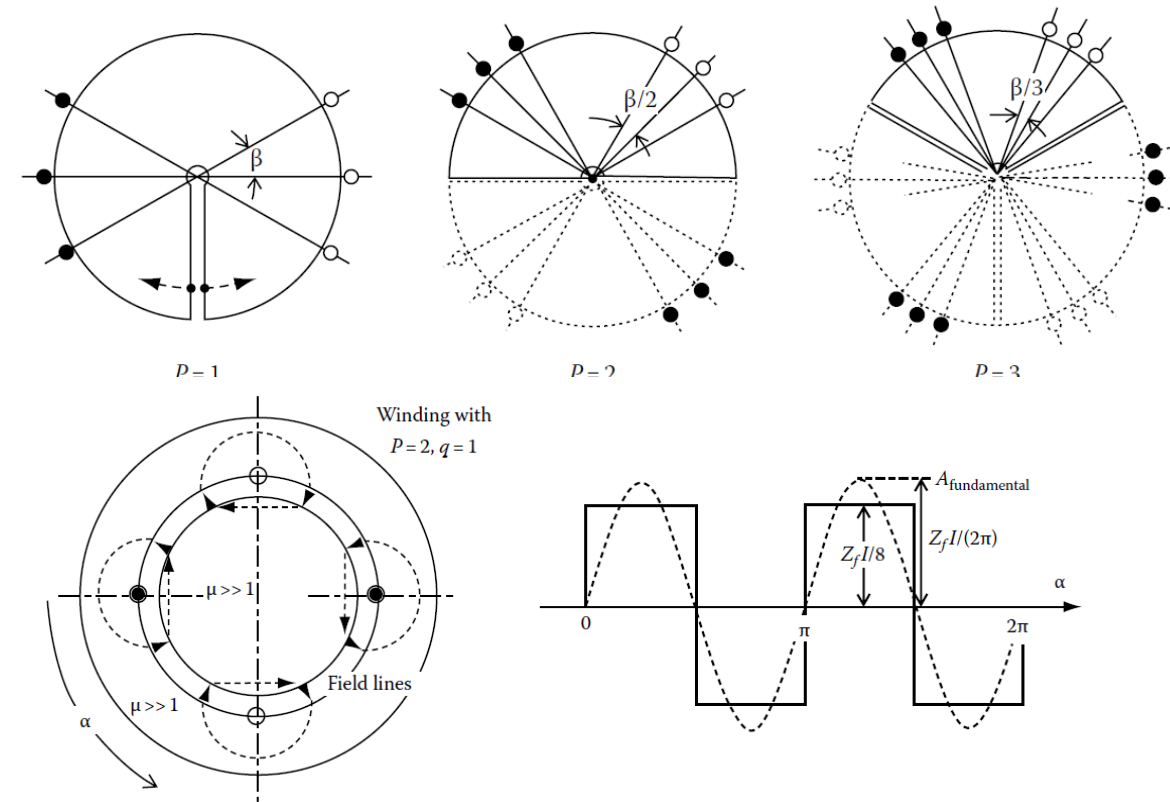 β
β/2
β/3
P = 1
P = 2
P = 3
Winding with
P = 2, q = 1
μ >> 1
μ >> 1
Field lines
α
A_fundamental
Z_f I/8
Z_f I/(2π)
α
0
π
2π